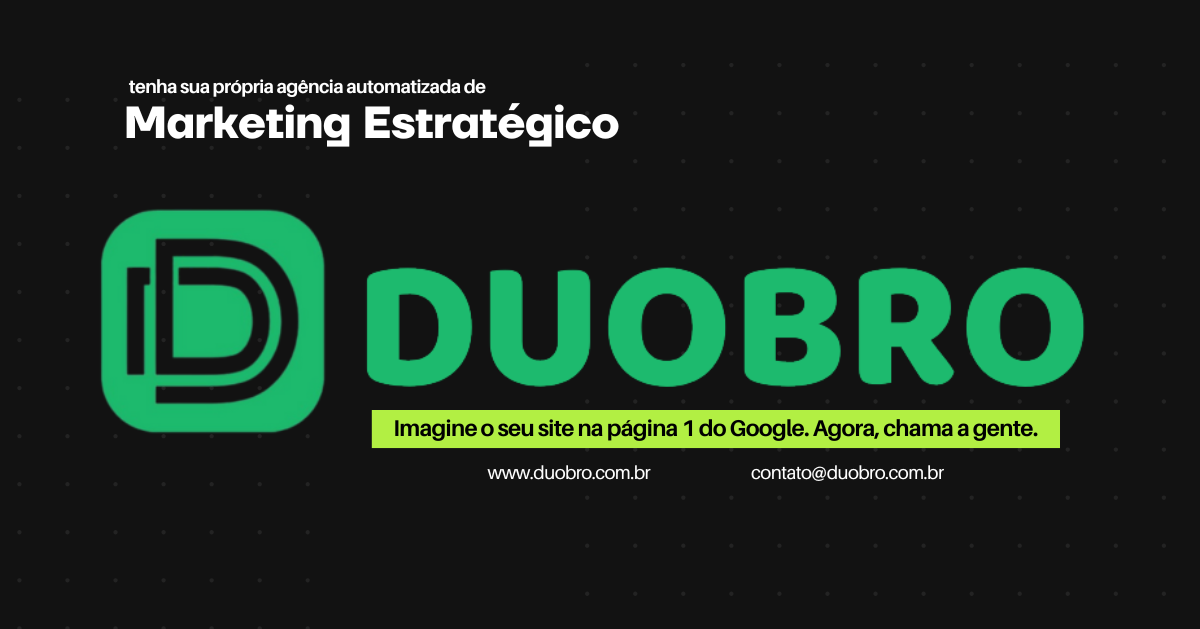 tenha sua própria agência automatizada de
Marketing Estratégico
DUOBRO
Imagine o seu site na página 1 do Google. Agora, chama a gente.
www.duobro.com.br contato@duobro.com.br